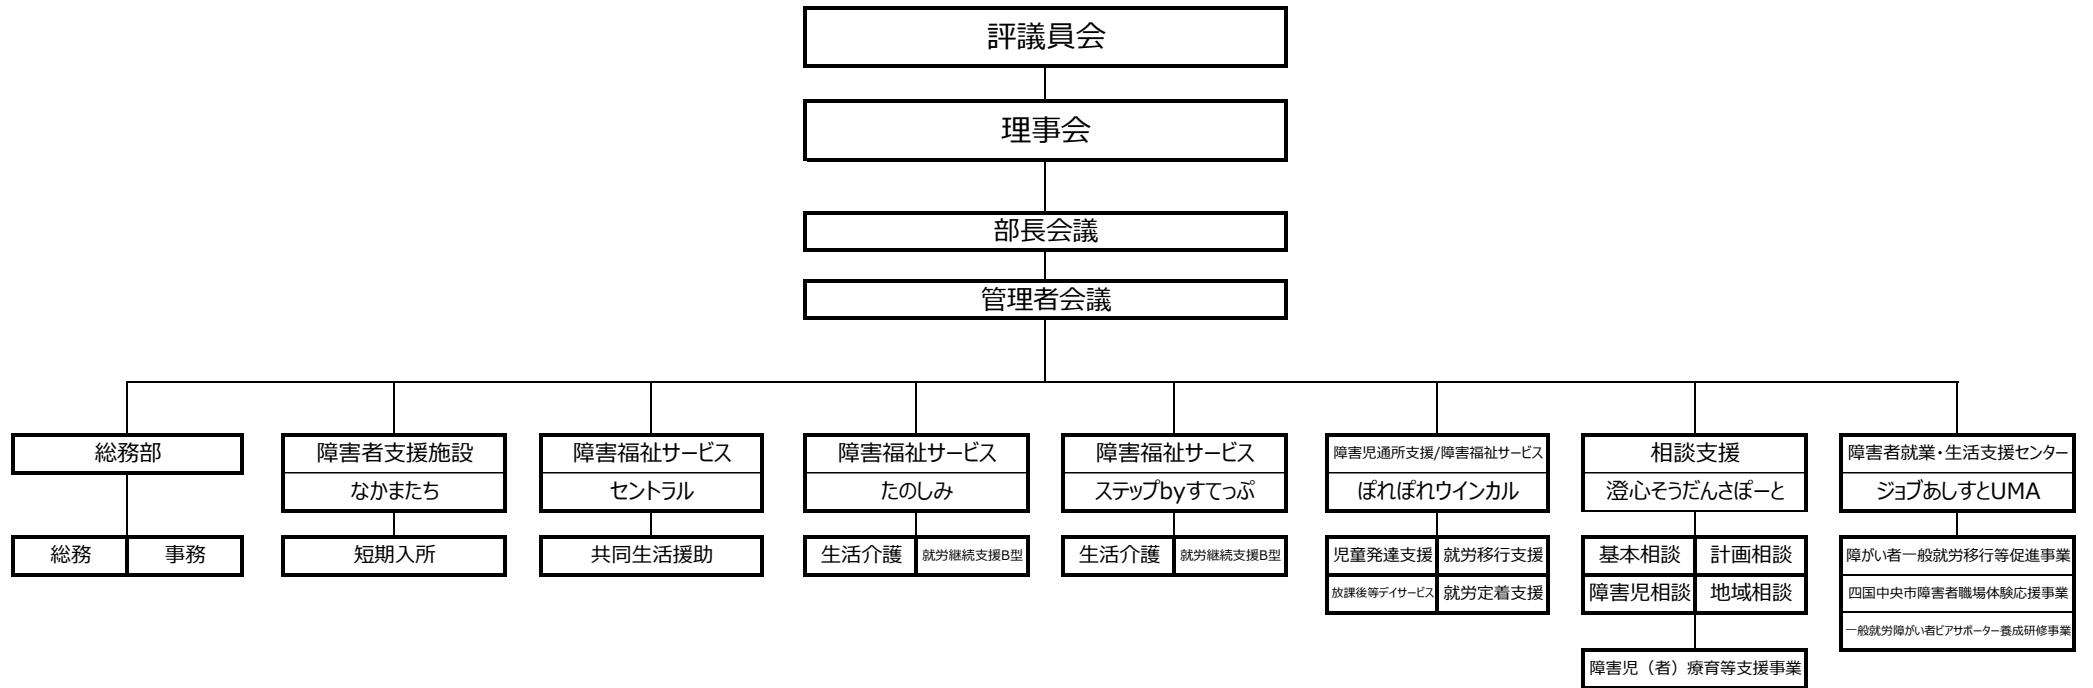 評議員会
理事会
部長会議
管理者会議
総務部
総務 事務
障害者支援施設
なかまたち
短期入所
障害福祉サービス
セントラル
共同生活援助
障害福祉サービス
たのしみ
生活介護 就労継続支援B型
障害福祉サービス
ステップbyすてっぷ
生活介護 就労継続支援B型
障害児通所支援/障害福祉サービス
ぽれぽれウインカル
児童発達支援 就労移行支援
放課後等デイサービス 就労定着支援
相談支援
澄心そうだんさぽーと
基本相談 計画相談
障害児相談 地域相談
障害児（者）療育等支援事業
障害者就業・生活支援センター
ジョブあしすとUMA
障がい者一般就労移行等促進事業
四国中央市障害者職場体験応援事業
一般就労障がい者ピアサポーター養成研修事業